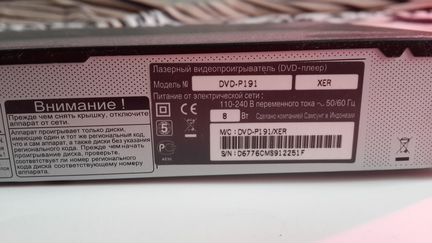 Внимание !
Прежде чем снять крышку, отключите
аппарат от сети.
Аппарат проигрывает только диски,
имеющие один и тот же региональный код,
что и сам аппарат, а также диски без указания
регионального кода. Прежде чем начать
проигрывание диска, проверьте,
соответствует ли номер регионального
кода диска номеру аппарата.
Лазерный видеопроигрыватель (DVD-плеер)
Модель № DVD-P191 XER
Питание от электрической сети :
110-240 В переменного тока ~ 50/60 Гц
8 Вт Сделано компанией Самсунг в Индонезии
M/C : DVD-P191/XER
S/N : D6776CMS912251F
CE
5
P
АЯ46